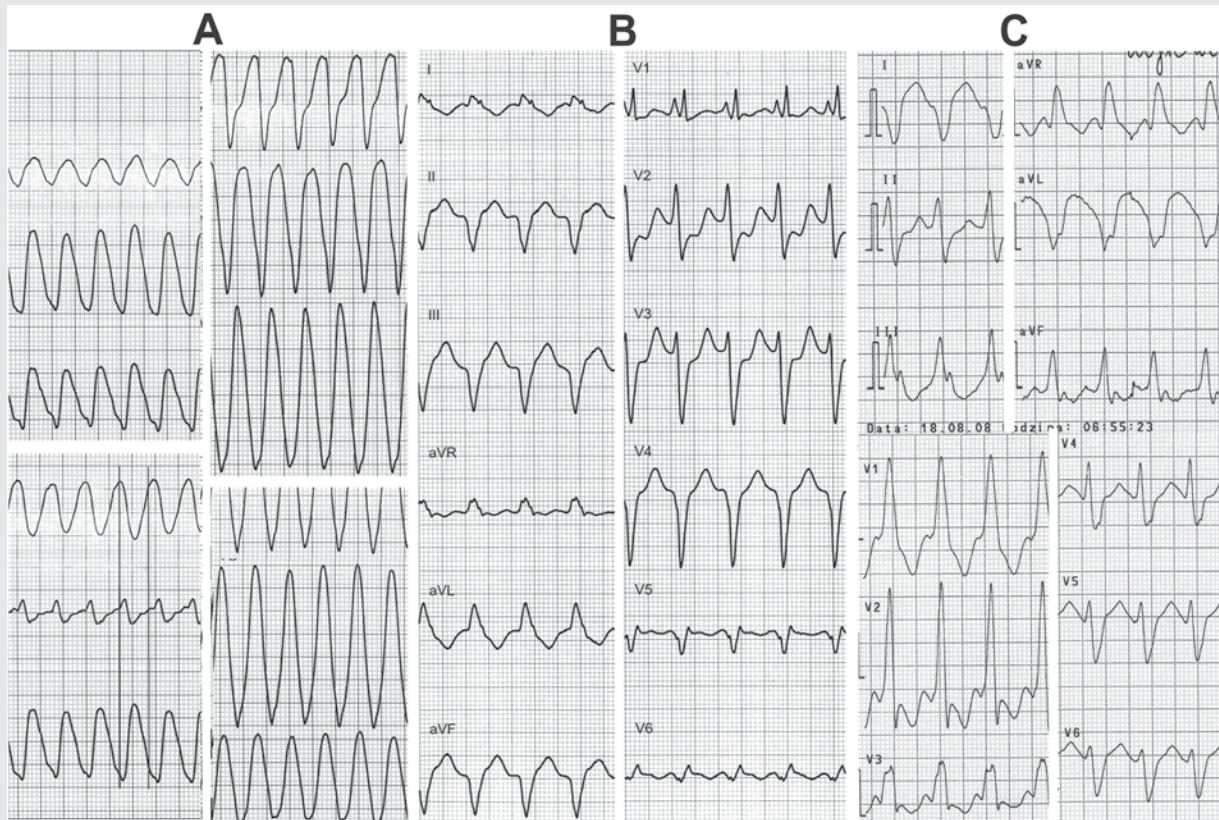 A B C
I V1 I aVR
II V2 II aVL
III V3 III aVF
Data: 18.08.08 odzina: 06:55:23
aVR V4 V1 V4
aVL V5 V2 V5
aVF V6 V3 V6